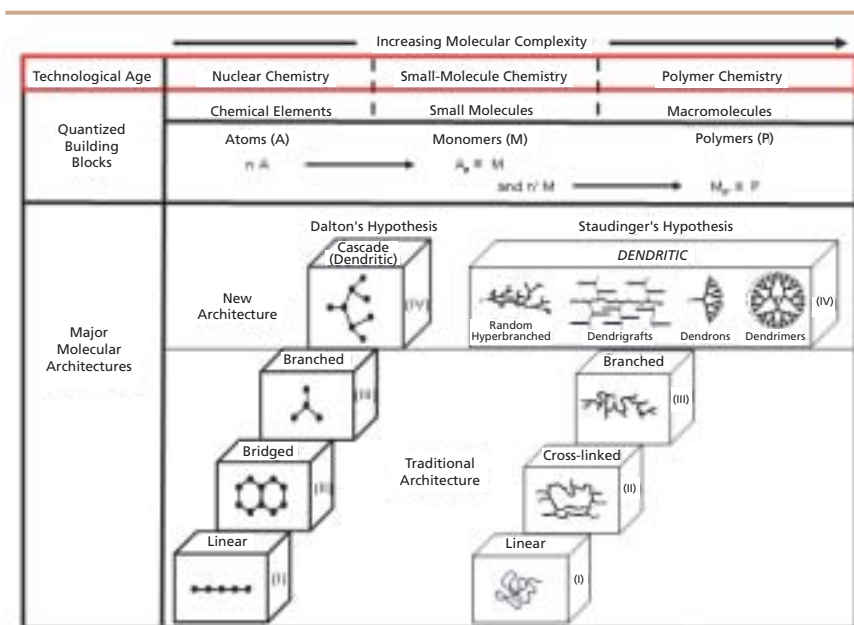 Increasing Molecular Complexity
Technological Age
Nuclear Chemistry
Small-Molecule Chemistry
Polymer Chemistry
Quantized
Building
Blocks
Chemical Elements
Small Molecules
Macromolecules
Atoms (A)
Monomers (M)
Polymers (P)
n A
and n' M
Major
Molecular
Architectures
Dalton's Hypothesis
Staudinger's Hypothesis
New
Architecture
Cascade
(Dendritic)
(IV)
DENDRITIC
Random
Hyperbranched
Dendrigrafts
Dendrons
Dendrimers
(IV)
Branched
(III)
Branched
(III)
Traditional
Architecture
Bridged
(II)
Cross-linked
(II)
Linear
(I)
Linear
(I)